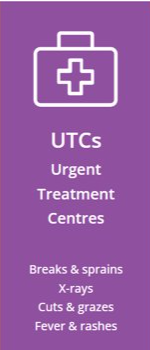 UTCs
Urgent
Treatment
Centres
Breaks & sprains
X-rays
Cuts & grazes
Fever & rashes